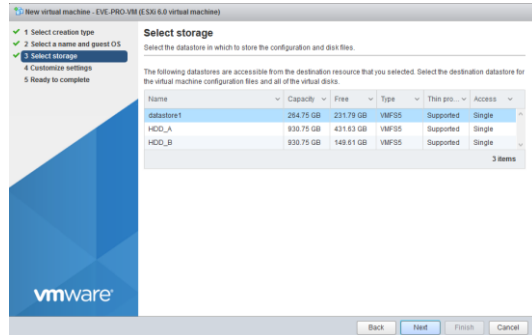 New virtual machine - EVE-PRO-VM (ESXi 6.0 virtual machine)
1 Select creation type
2 Select a name and guest OS
3 Select storage
4 Customize settings
5 Ready to complete
Select storage
Select the datastore in which to store the configuration and disk files.
The following datastores are accessible from the destination resource that you selected. Select the destination datastore for
the virtual machine configuration files and all of the virtual disks.
Name Capacity Free Type Thin pro... Access
datastore1 264.75 GB 231.79 GB VMFS5 Supported Single
HDD_A 930.75 GB 431.63 GB VMFS5 Supported Single
HDD_B 930.75 GB 149.61 GB VMFS5 Supported Single
3 items
vmware
Back Next Finish Cancel